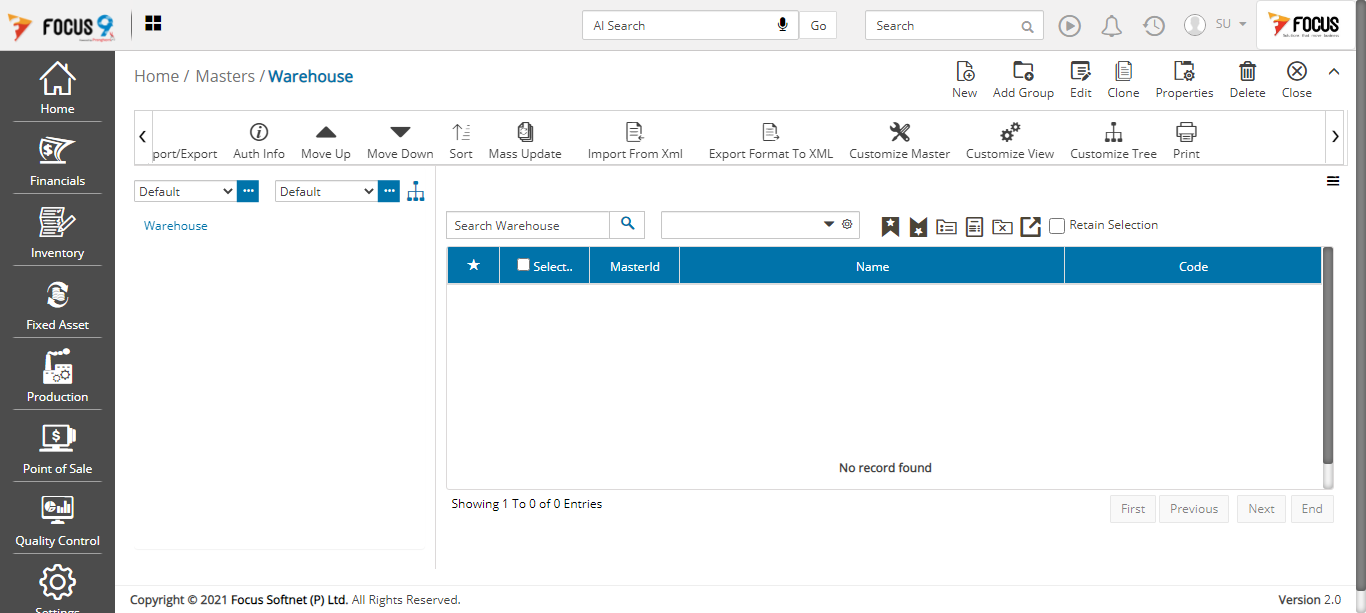 FOCUS 9
AI Search
Go
Search
SU
FOCUS
Home
Financials
Inventory
Fixed Asset
Production
Point of Sale
Quality Control
Settings
Home / Masters / Warehouse
New
Add Group
Edit
Clone
Properties
Delete
Close
port/Export
Auth Info
Move Up
Move Down
Sort
Mass Update
Import From Xml
Export Format To XML
Customize Master
Customize View
Customize Tree
Print
Default
Default
Warehouse
Search Warehouse
Retain Selection
Select..
MasterId
Name
Code
No record found
Showing 1 To 0 of 0 Entries
First
Previous
Next
End
Copyright © 2021 Focus Softnet (P) Ltd. All Rights Reserved.
Version 2.0